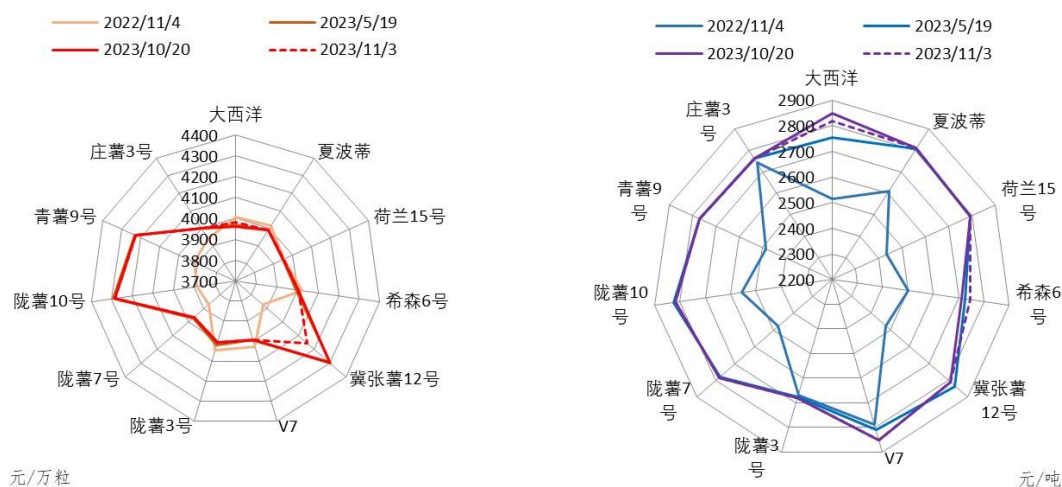 2022/11/4
2023/5/19
2023/10/20
2023/11/3
大西洋
夏波蒂
荷兰15号
希森6号
冀张薯12号
V7
陇薯3号
陇薯7号
陇薯10号
青薯9号
庄薯3号
4400
4300
4200
4100
4000
3900
3800
3700
元/万粒
2022/11/4
2023/5/19
2023/10/20
2023/11/3
大西洋
夏波蒂
荷兰15
号
希森6
号
冀张薯
12号
V7
陇薯3
号
陇薯7
号
陇薯10
号
青薯9
号
庄薯3
号
2900
2800
2700
2600
2500
2400
2300
2200
元/吨